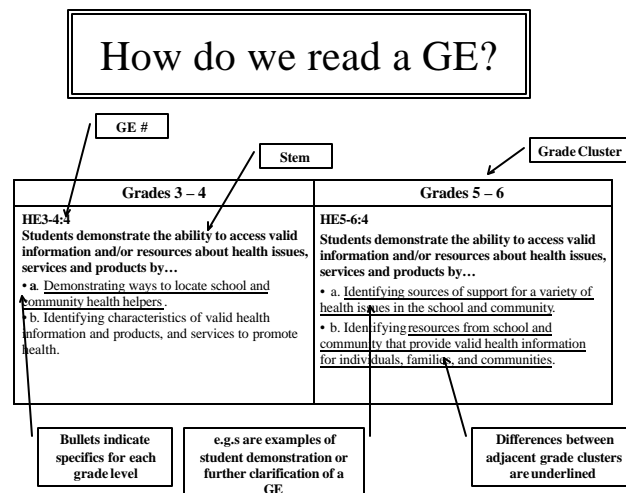 How do we read a GE?
GE #
Stem
Grade Cluster
Grades 3 – 4
HE3-4:4
Students demonstrate the ability to access valid
information and/or resources about health issues,
services and products by…
• a. Demonstrating ways to locate school and
community health helpers.
• b. Identifying characteristics of valid health
information and products, and services to promote
health.
Grades 5 – 6
HE5-6:4
Students demonstrate the ability to access valid
information and/or resources about health issues,
services and products by…
• a. Identifying sources of support for a variety of
health issues in the school and community.
• b. Identifying resources from school and
community that provide valid health information
for individuals, families, and communities.
Bullets indicate
specifics for each
grade level
e.g.s are examples of
student demonstration or
further clarification of a
GE
Differences between
adjacent grade clusters
are underlined